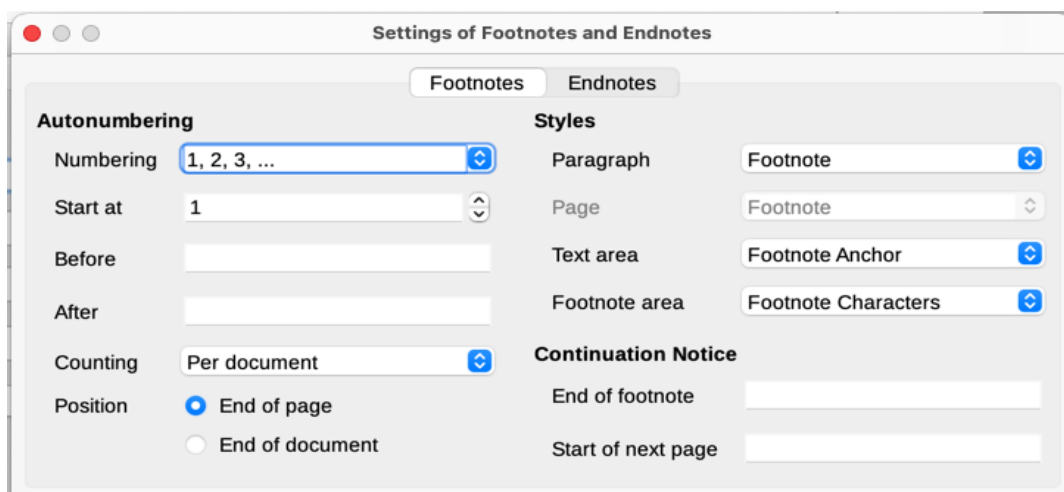 Settings of Footnotes and Endnotes
Footnotes Endnotes
Autonumbering
Numbering 1, 2, 3, ...
Start at 1
Before
After
Counting Per document
Position End of page
End of document
Styles
Paragraph Footnote
Page Footnote
Text area Footnote Anchor
Footnote area Footnote Characters
Continuation Notice
End of footnote
Start of next page